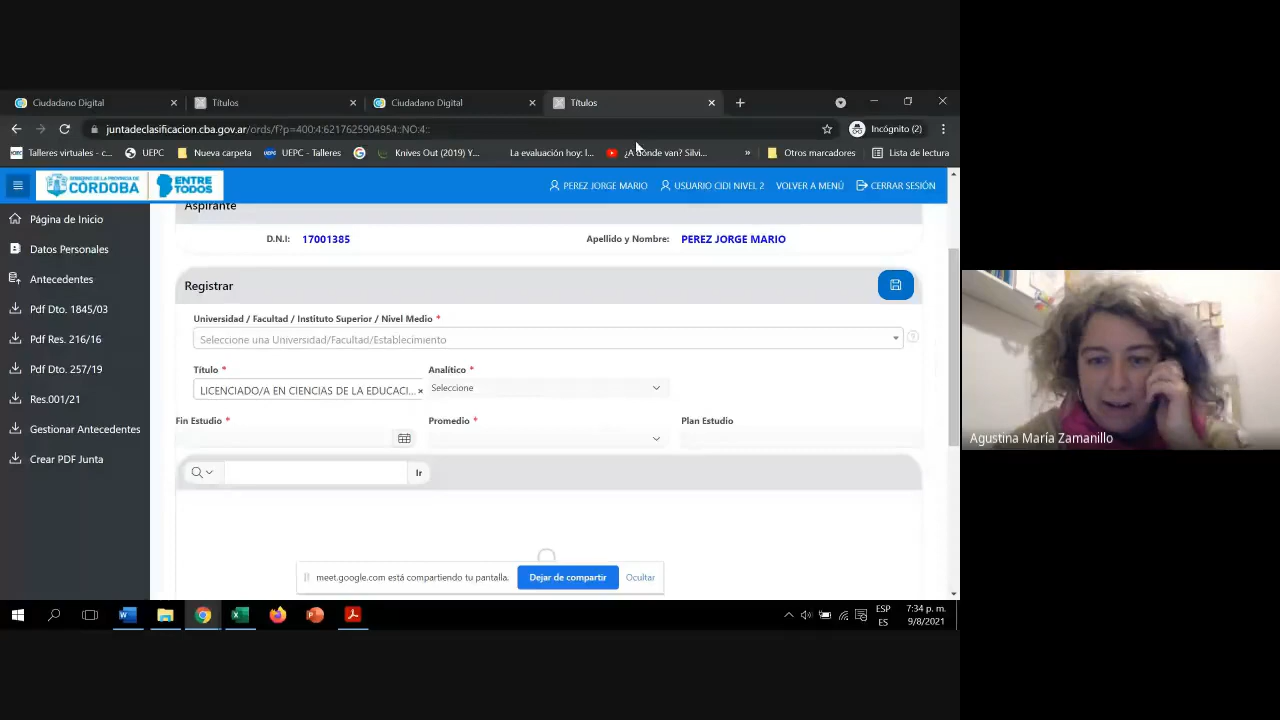 Ciudadano Digital
Títulos
Ciudadano Digital
Títulos
juntadeclasificacion.cba.gov.ar/ords/f?p=400:4:6217625904954::NO:4::
Incógnito (2)
Talleres virtuales - c...
UEPC
Nueva carpeta
UEPC - Talleres
Knives Out (2019) Y...
La evaluación hoy: l...
¿A dónde van? Silvi...
»
Otros marcadores
Lista de lectura
GOBIERNO DE LA PROVINCIA DE
CÓRDOBA
ENTRE
TODOS
PEREZ JORGE MARIO
USUARIO CIDI NIVEL 2
VOLVER A MENÚ
CERRAR SESIÓN
Página de Inicio
Datos Personales
Antecedentes
Pdf Dto. 1845/03
Pdf Res. 216/16
Pdf Dto. 257/19
Res.001/21
Gestionar Antecedentes
Crear PDF Junta
Aspirante
D.N.I: 17001385
Apellido y Nombre: PEREZ JORGE MARIO
Registrar
Universidad / Facultad / Instituto Superior / Nivel Medio *
Seleccione una Universidad/Facultad/Establecimiento
Título *
Analítico *
LICENCIADO/A EN CIENCIAS DE LA EDUCACI...
Seleccione
Fin Estudio *
Promedio *
Plan Estudio
Ir
meet.google.com está compartiendo tu pantalla.
Dejar de compartir
Ocultar
ESP
ES
7:34 p. m.
9/8/2021
Agustina María Zamanillo